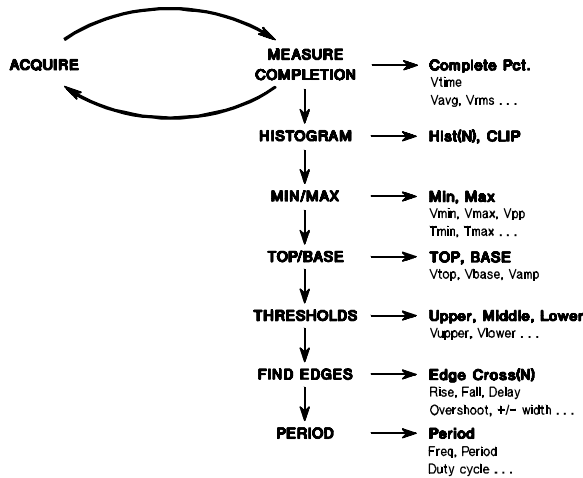 ACQUIRE
MEASURE
COMPLETION
Complete Pct.
Vtime
Vavg, Vrms . . .
HISTOGRAM
Hist(N), CLIP
MIN/MAX
Min, Max
Vmin, Vmax, Vpp
Tmin, Tmax . . .
TOP/BASE
TOP, BASE
Vtop, Vbase, Vamp
THRESHOLDS
Upper, Middle, Lower
Vupper, Vlower . . .
FIND EDGES
Edge Cross(N)
Rise, Fall, Delay
Overshoot, +/- width . . .
PERIOD
Period
Freq, Period
Duty cycle . . .